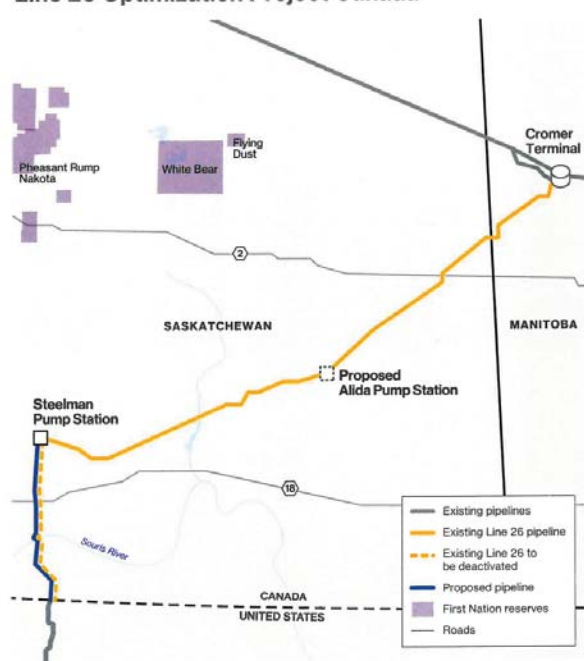 Cromer
Terminal
Flying
Dust
White Bear
Pheasant Rump
Nakota
2
SASKATCHEWAN
MANITOBA
Proposed
Alida Pump Station
Steelman
Pump Station
18
Souris River
CANADA
UNITED STATES
Existing pipelines
Existing Line 26 pipeline
Existing Line 26 to
be deactivated
Proposed pipeline
First Nation reserves
Roads